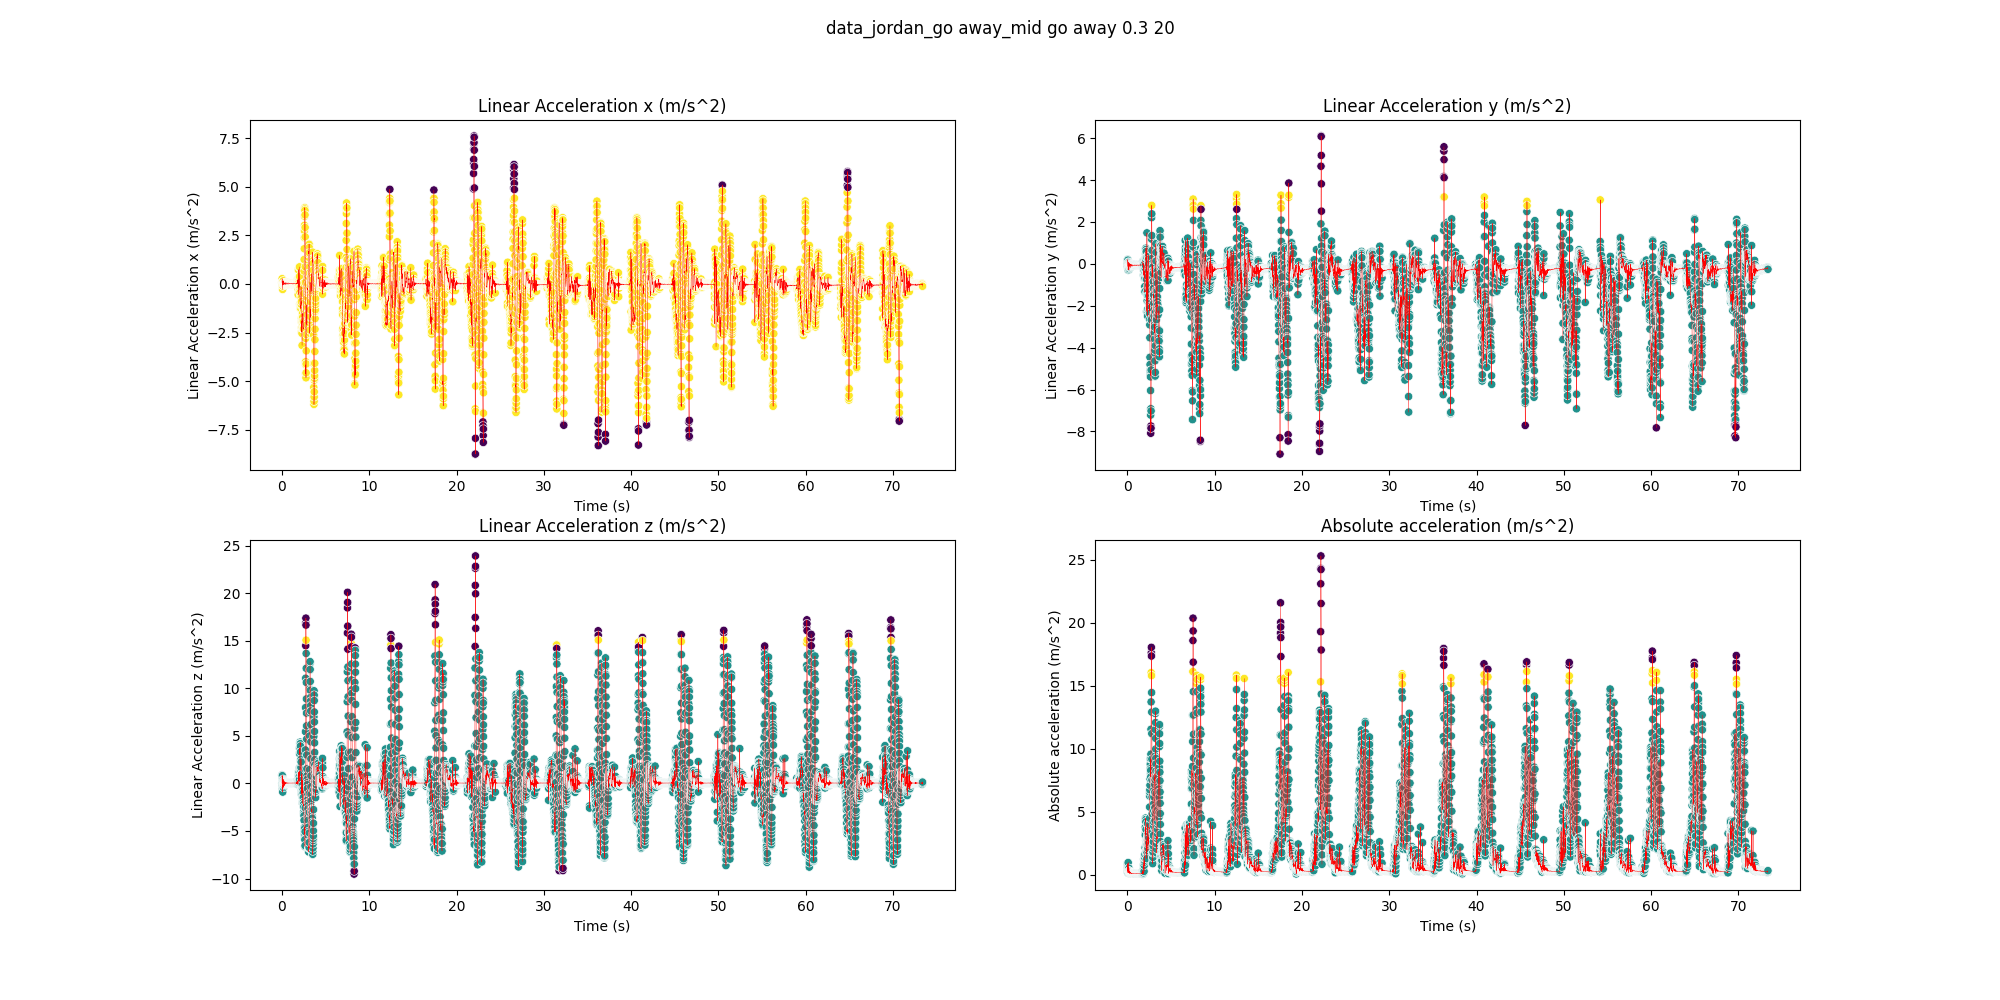 data_jordan_go away_mid go away 0.3 20
Linear Acceleration x (m/s^2)
Linear Acceleration x (m/s^2)
7.5
5.0
2.5
0.0
−2.5
−5.0
−7.5
0 10 20 30 40 50 60 70
Time (s)
Linear Acceleration y (m/s^2)
Linear Acceleration y (m/s^2)
6
4
2
0
−2
−4
−6
−8
0 10 20 30 40 50 60 70
Time (s)
Linear Acceleration z (m/s^2)
Linear Acceleration z (m/s^2)
25
20
15
10
5
0
−5
−10
0 10 20 30 40 50 60 70
Time (s)
Absolute acceleration (m/s^2)
Absolute acceleration (m/s^2)
25
20
15
10
5
0
0 10 20 30 40 50 60 70
Time (s)